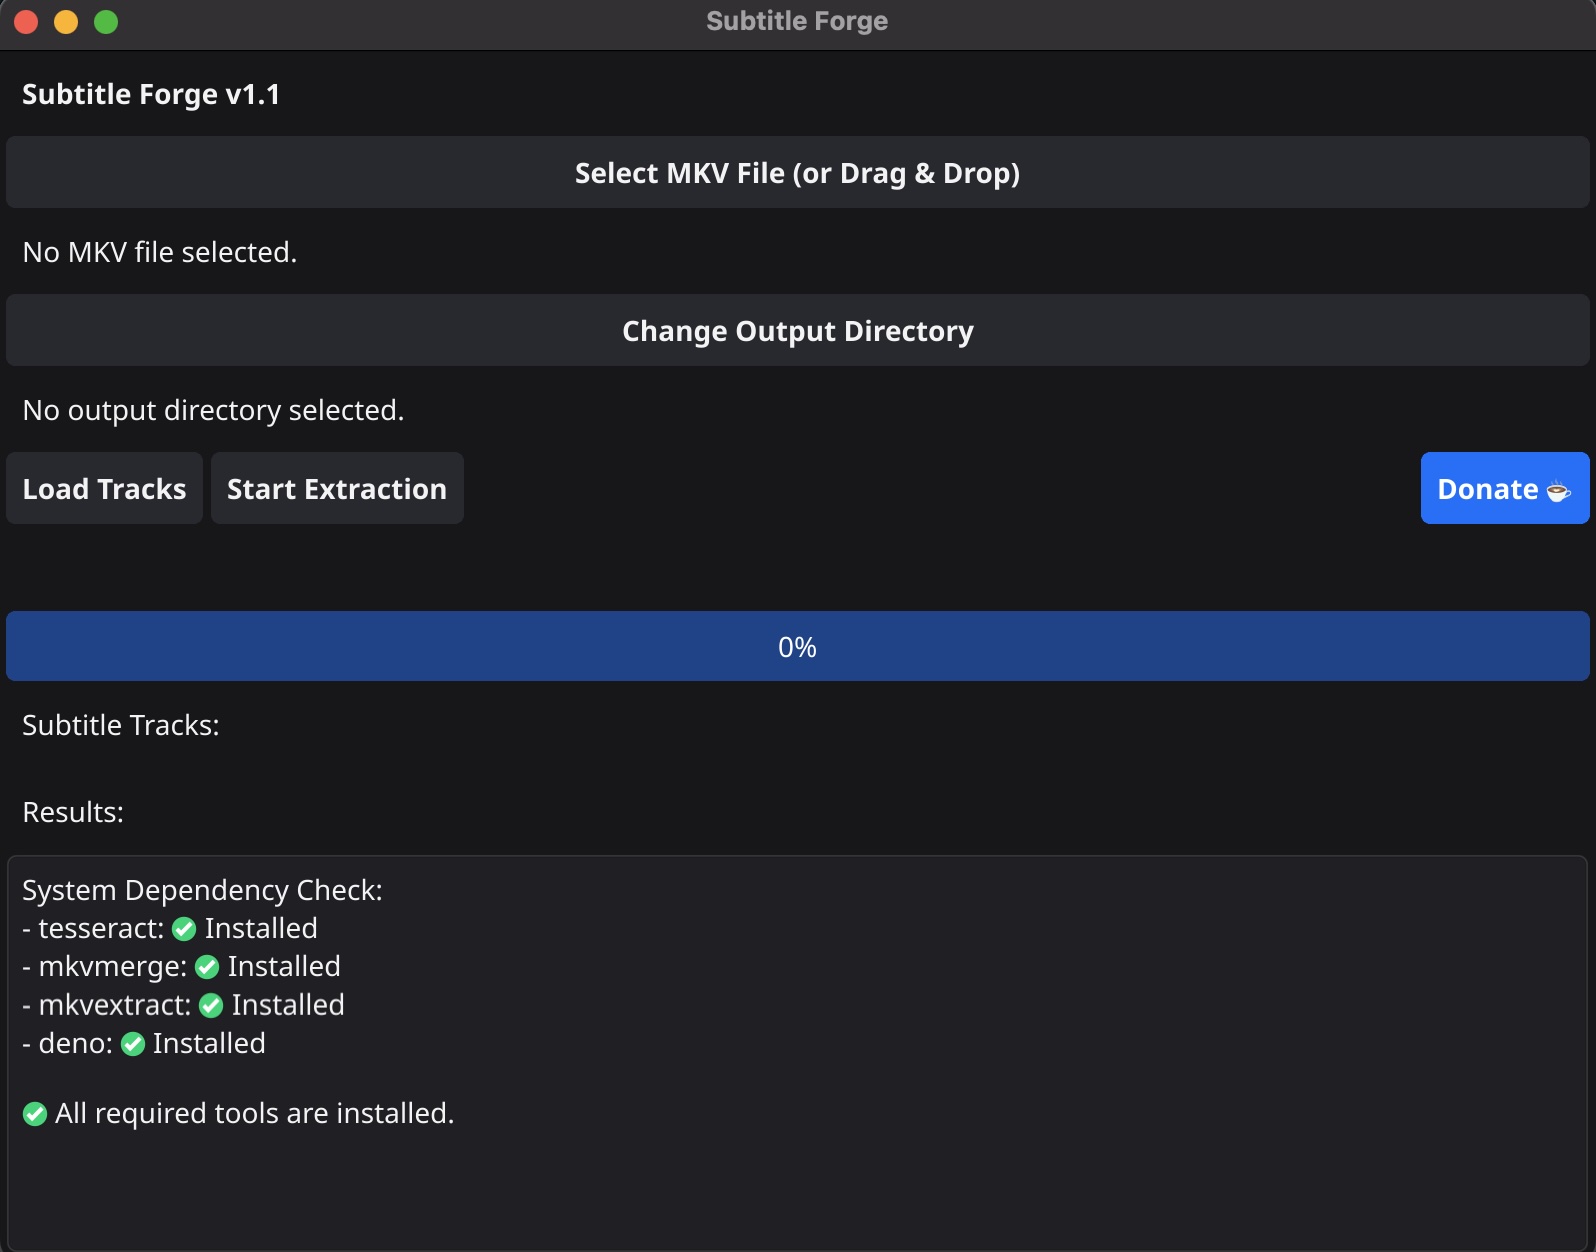 Subtitle Forge
Subtitle Forge v1.1
Select MKV File (or Drag & Drop)
No MKV file selected.
Change Output Directory
No output directory selected.
Load Tracks
Start Extraction
Donate ☕
0%
Subtitle Tracks:
Results:
System Dependency Check:
- tesseract: ✅ Installed
- mkvmerge: ✅ Installed
- mkvextract: ✅ Installed
- deno: ✅ Installed
✅ All required tools are installed.